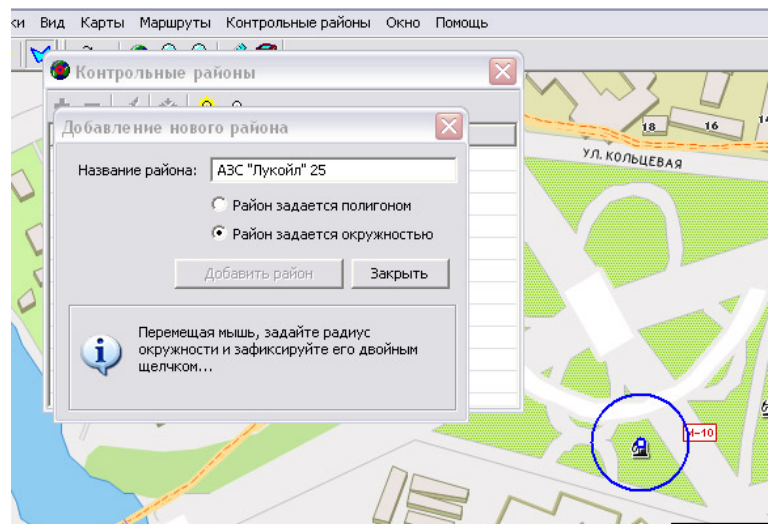 ки Вид Карты Маршруты Контрольные районы Окно Помощь
Контрольные районы
Добавление нового района
Название района: АЗС "Лукойл" 25
Район задается полигоном
Район задается окружностью
Добавить район Закрыть
Перемещая мышь, задайте радиус
окружности и зафиксируйте его двойным
щелчком...
18 16 14
УЛ. КОЛЬЦЕВАЯ
М-10